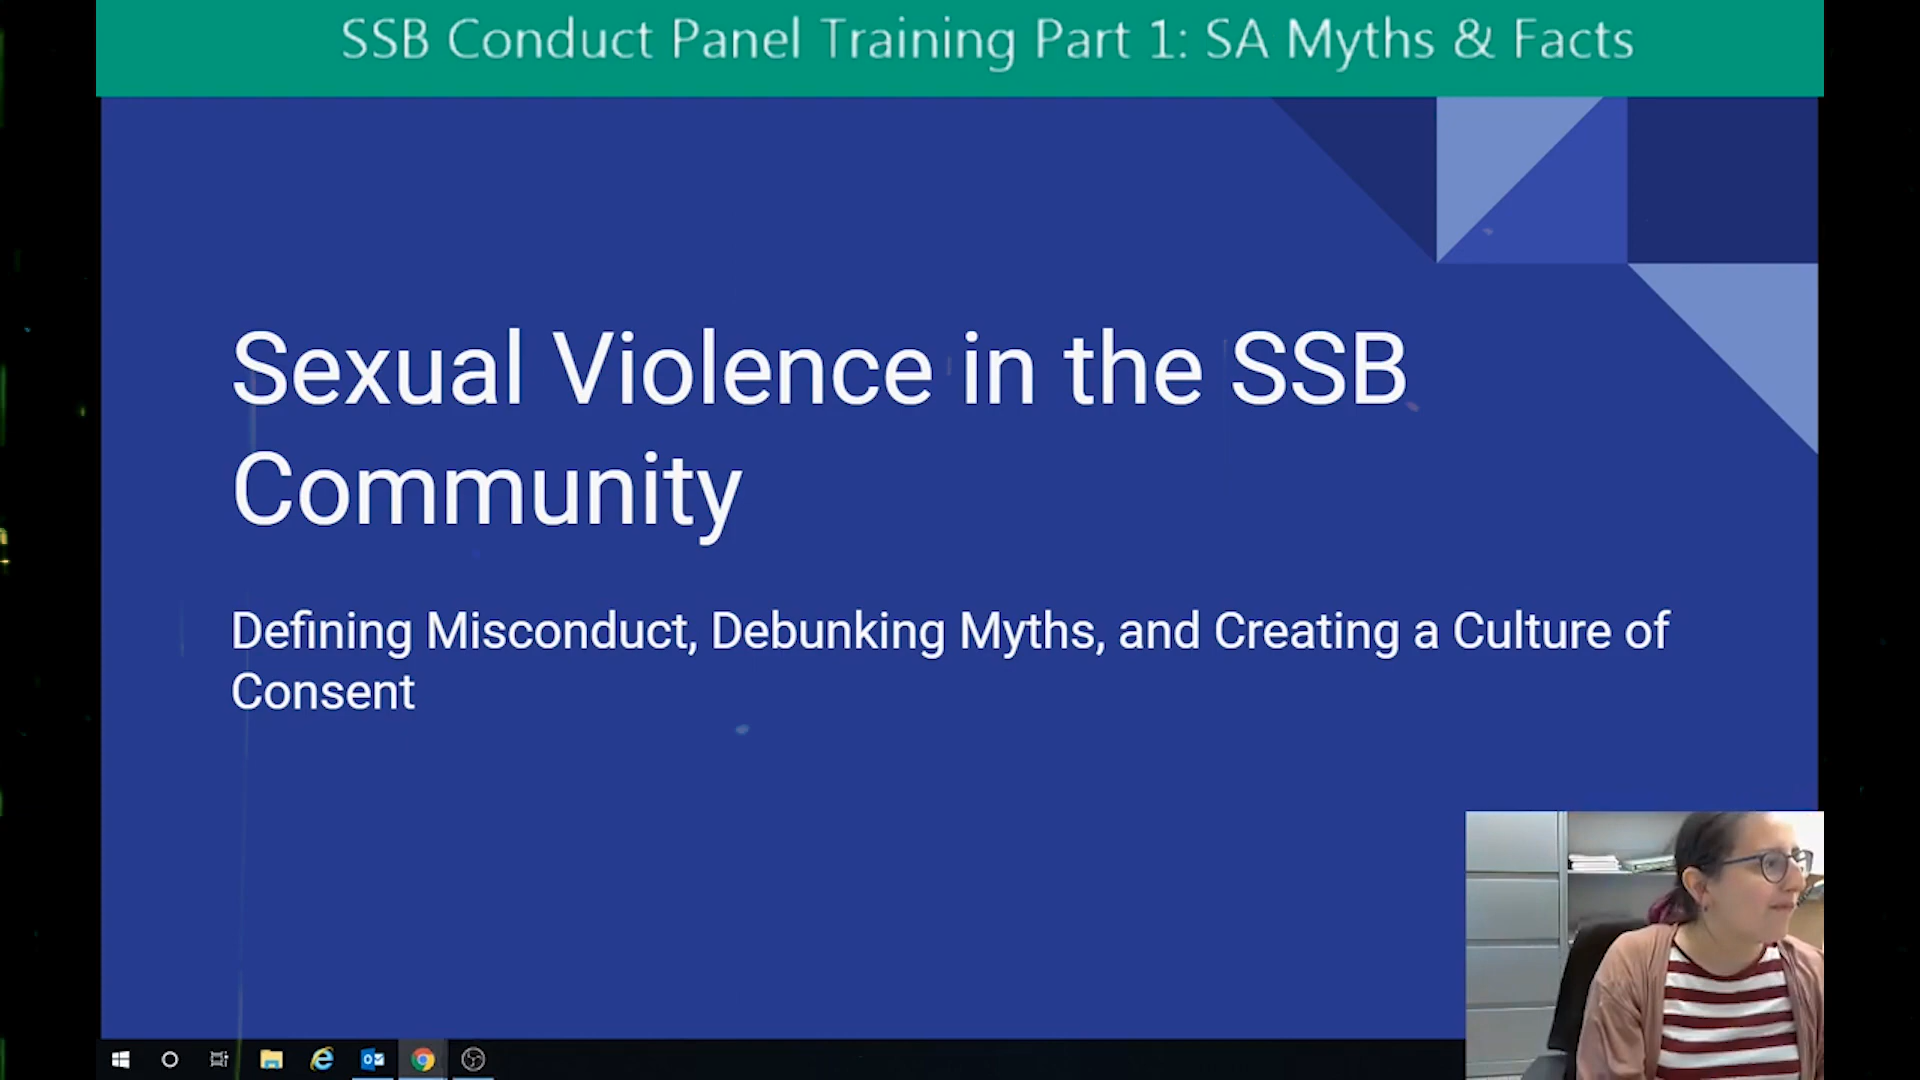 SSB Conduct Panel Training Part 1: SA Myths & Facts
Sexual Violence in the SSB
Community
Defining Misconduct, Debunking Myths, and Creating a Culture of
Consent